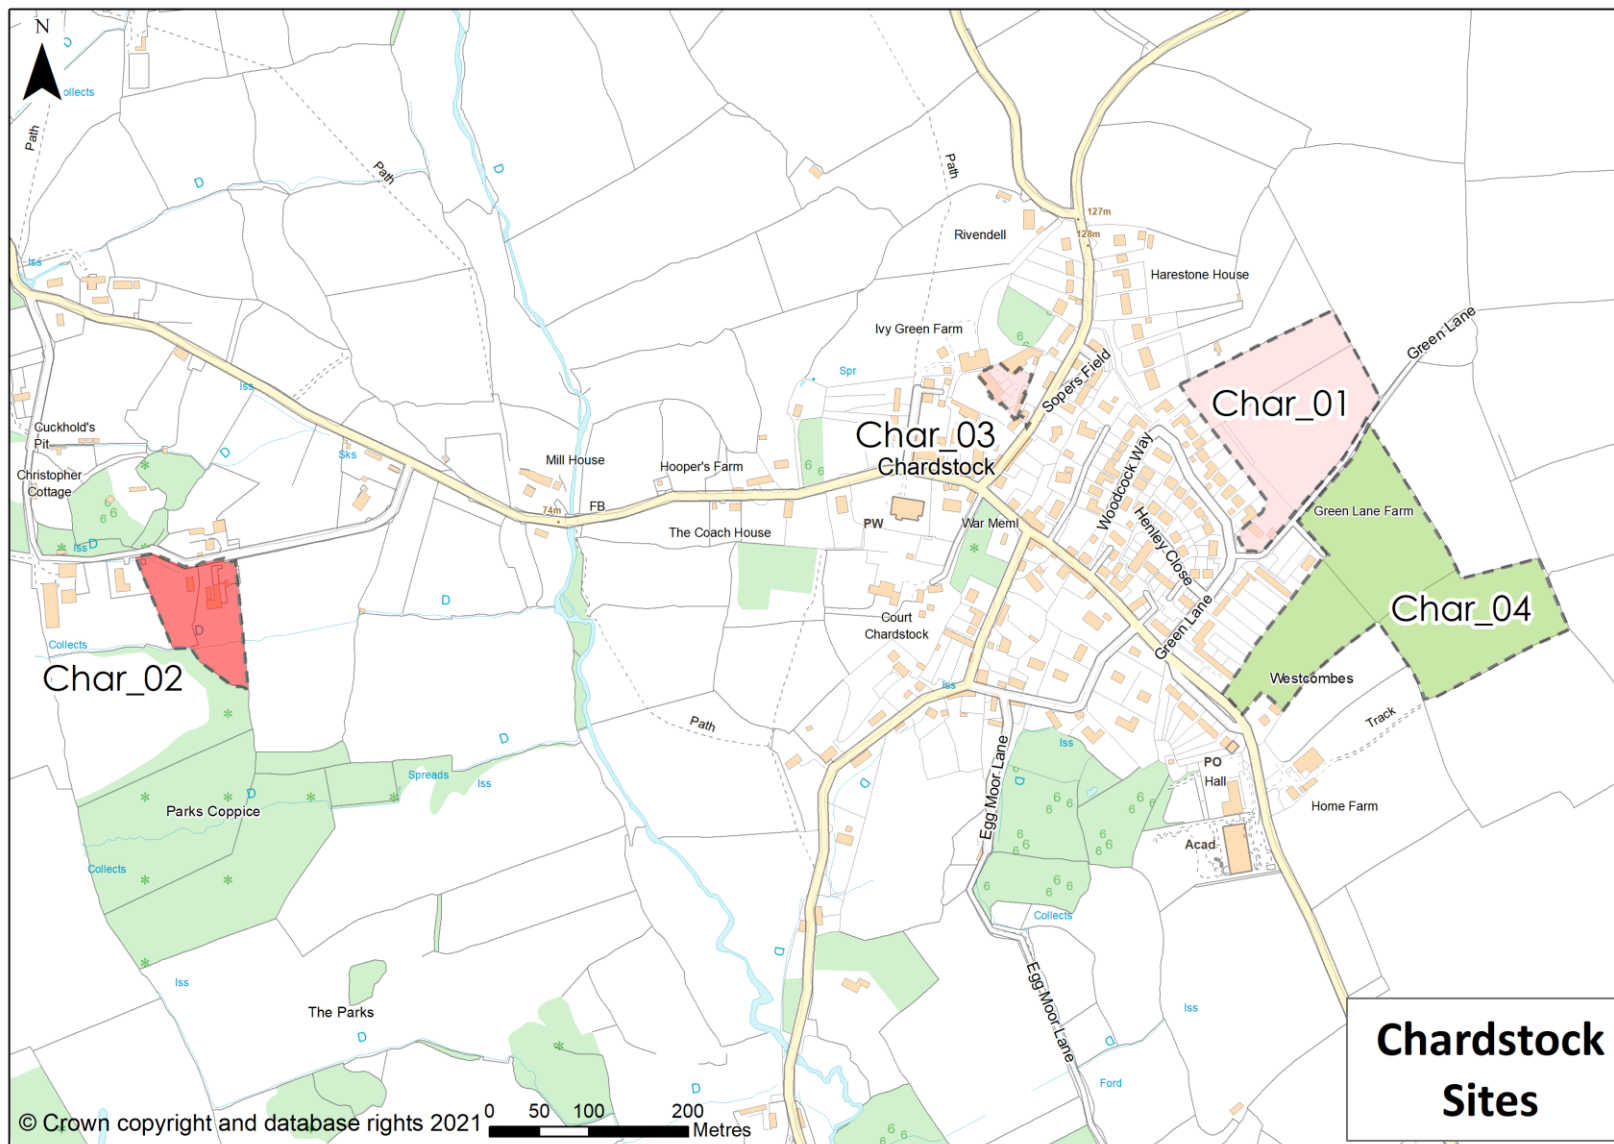 N
D
ollects
Path
Path
D
D
Path
127m
128m
Rivendell
Harestone House
Iss
Ivy Green Farm
Green Lane
Spr
Sopers Field
Iss
Char_01
Cuckhold's
Pit
D
Sks
Mill House
Hooper's Farm
Char_03
Chardstock
Woodcock Way
Christopher
Cottage
74m
FB
The Coach House
PW
War Meml
Henley Close
Green Lane Farm
Iss
D
D
D
Court
Chardstock
Green Lane
Char_04
Collects
Char_02
Westcombes
Iss
Path
Track
D
Spreads
Iss
Iss
D
D
Egg Moor Lane
PO
Hall
Parks Coppice
D
Home Farm
Acad
Collects
Collects
D
Iss
Egg Moor Lane
Iss
The Parks
D
D
Ford
D
Chardstock
Sites
© Crown copyright and database rights 2021
0 50 100 200
Metres